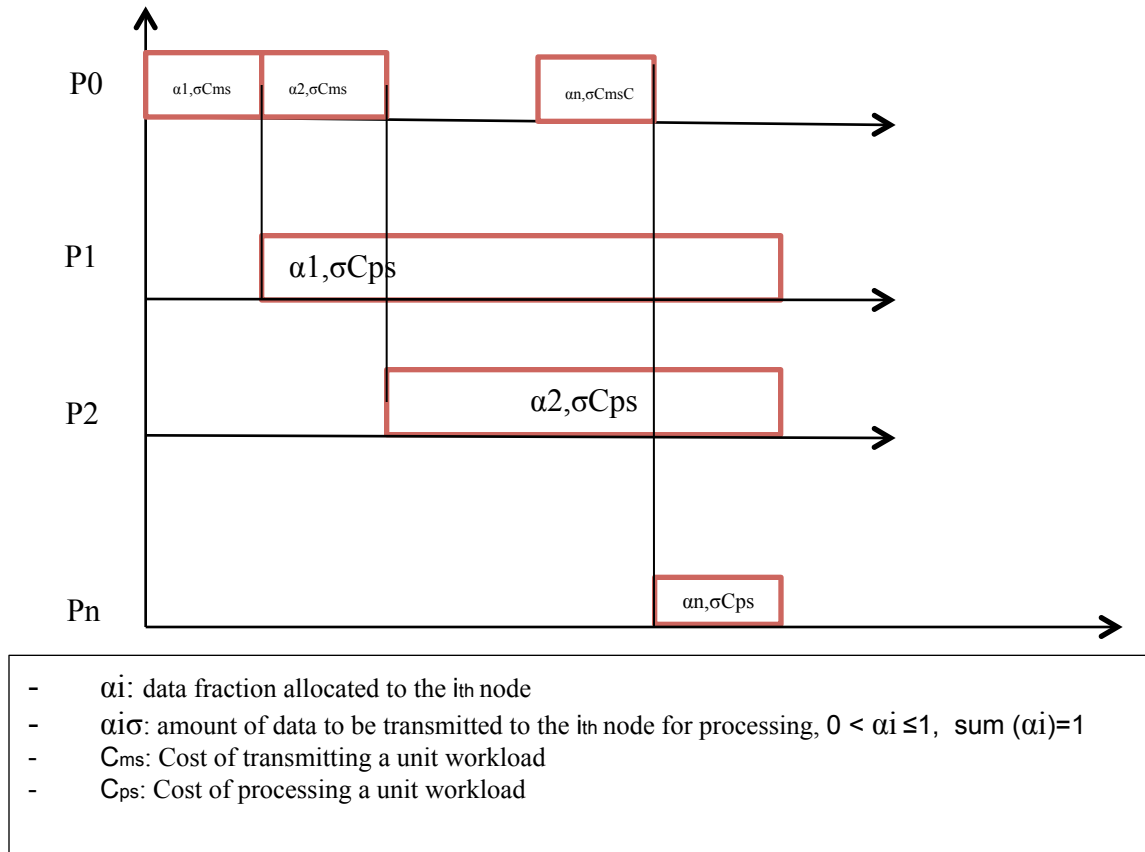 P0
α1,σCms
α2,σCms
αn,σCmsC
P1
α1,σCps
P2
α2,σCps
Pn
αn,σCps
- αi: data fraction allocated to the ith node
- αiσ: amount of data to be transmitted to the ith node for processing, 0 < αi ≤1, sum (αi)=1
- Cms: Cost of transmitting a unit workload
- Cps: Cost of processing a unit workload